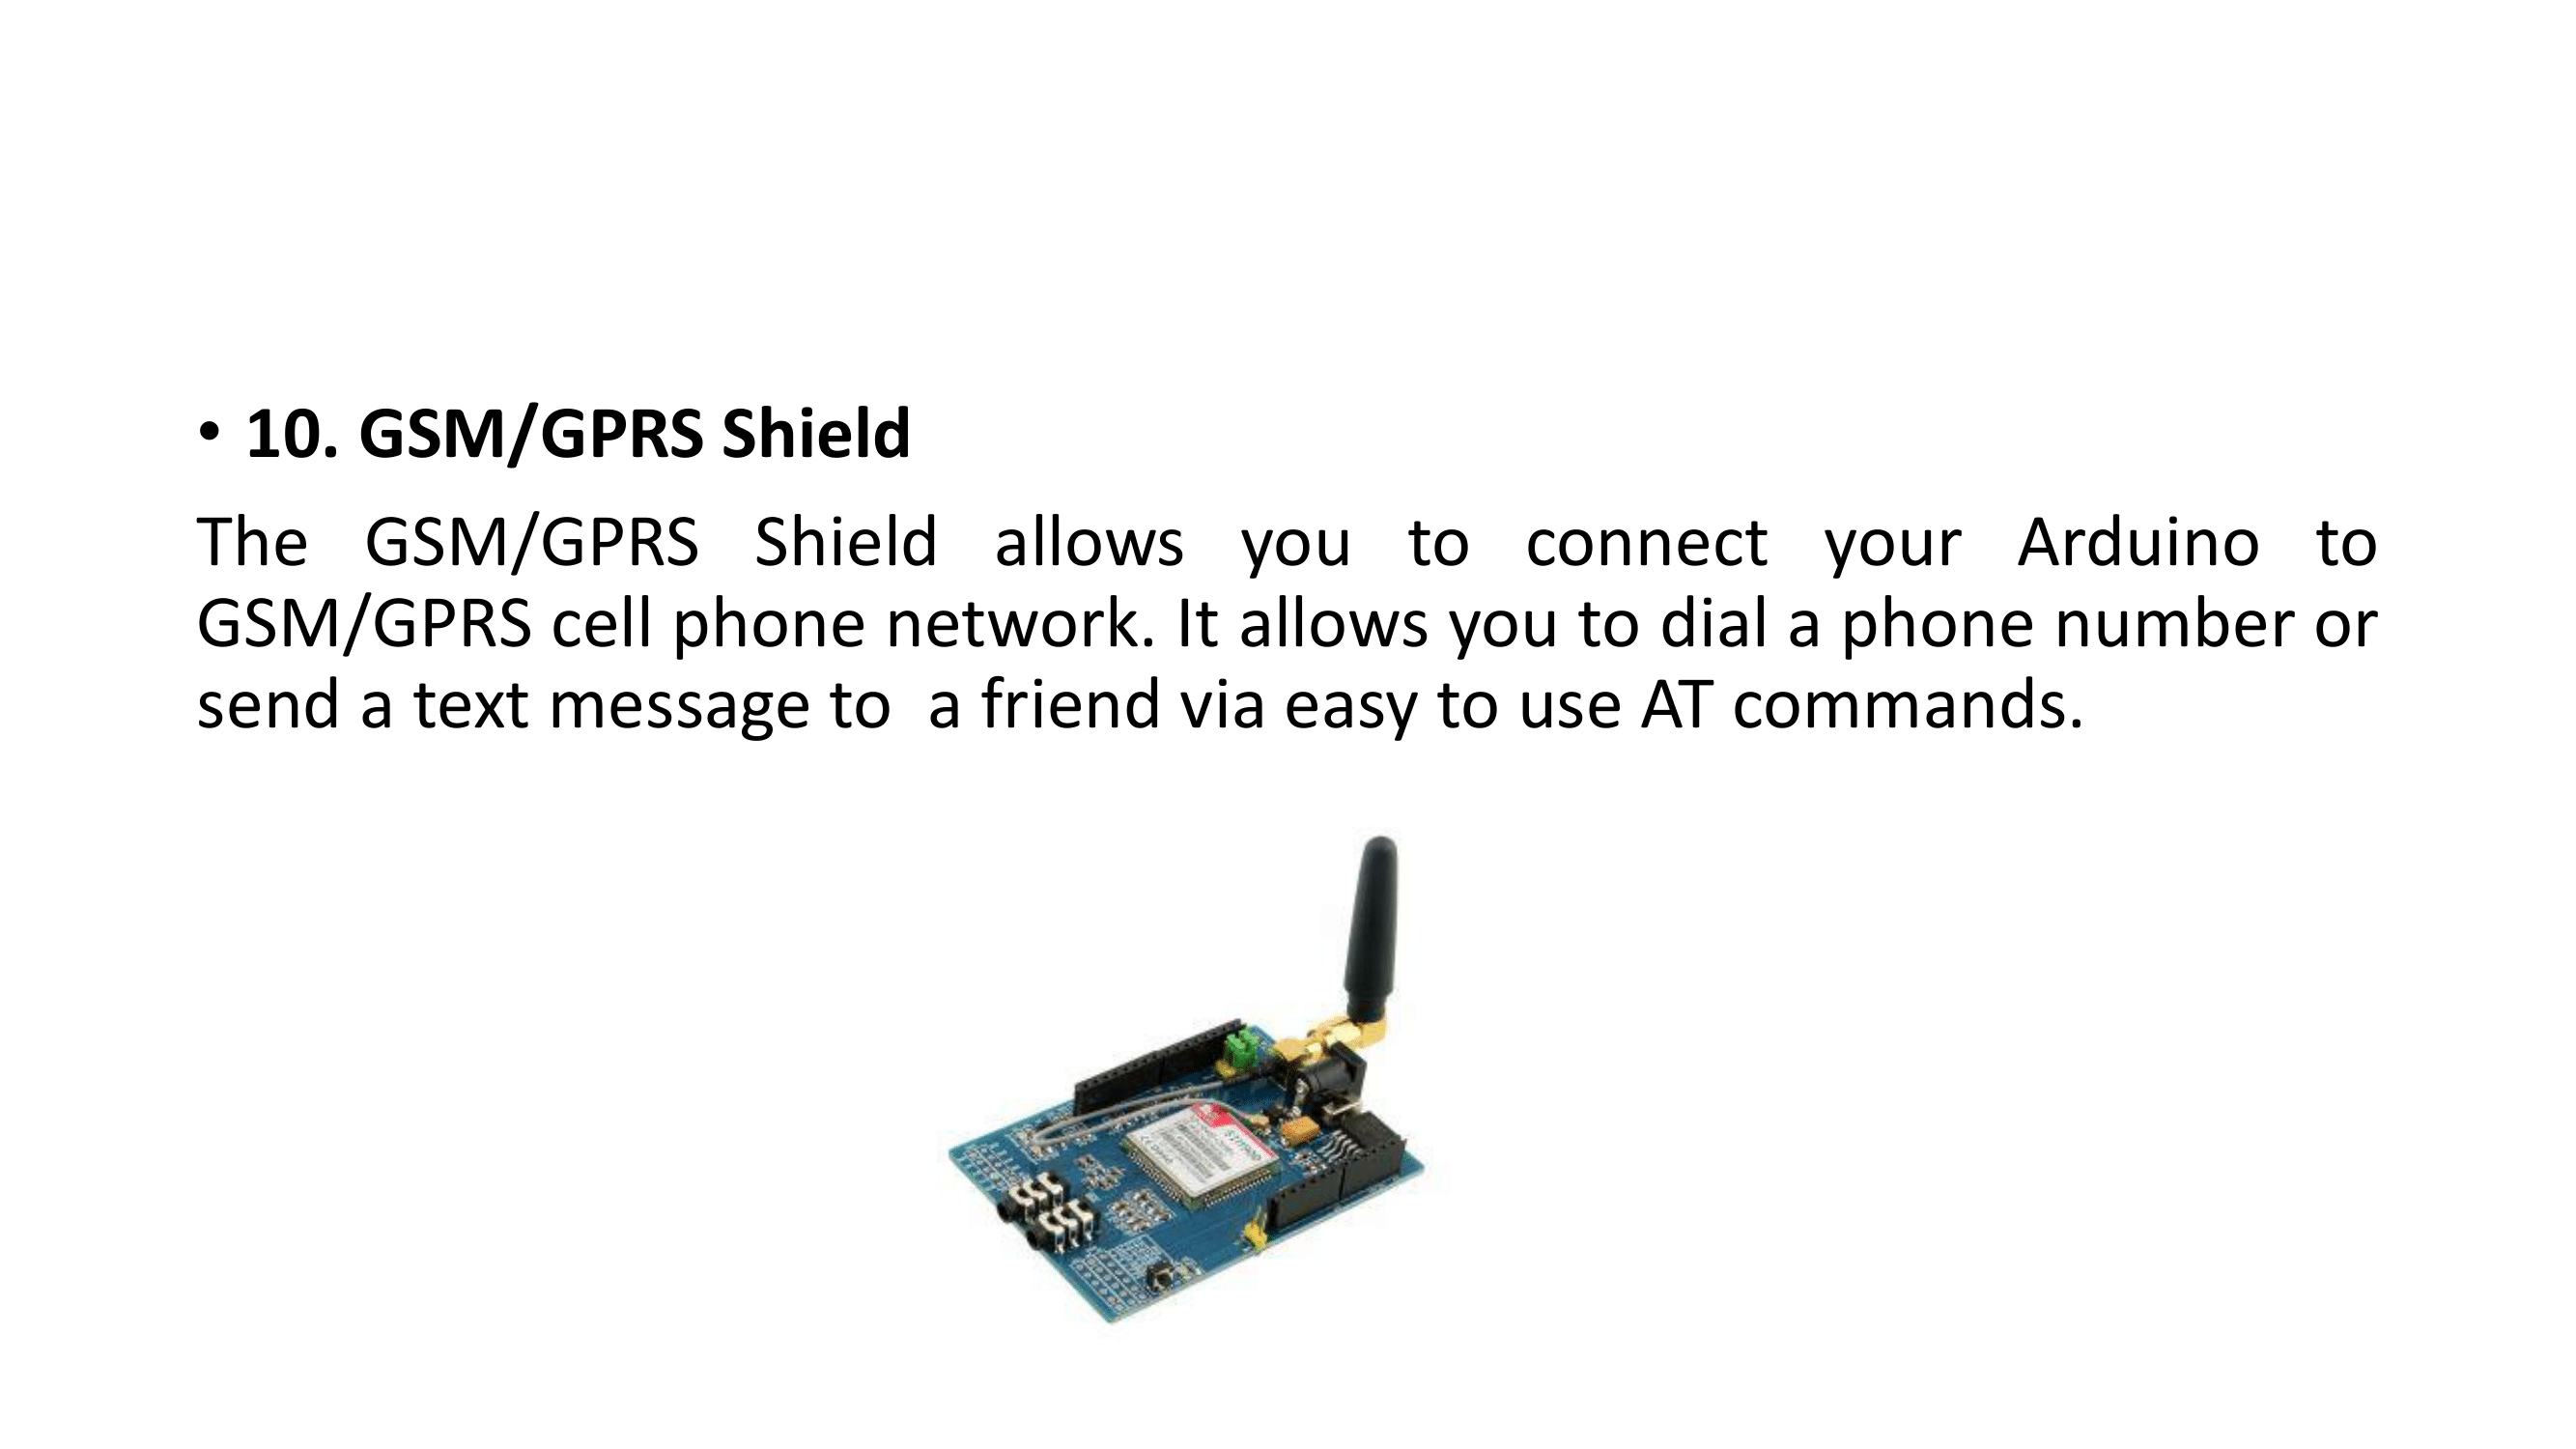 • 10. GSM/GPRS Shield
The GSM/GPRS Shield allows you to connect your Arduino to
GSM/GPRS cell phone network. It allows you to dial a phone number or
send a text message to  a friend via easy to use AT commands.
SIM900